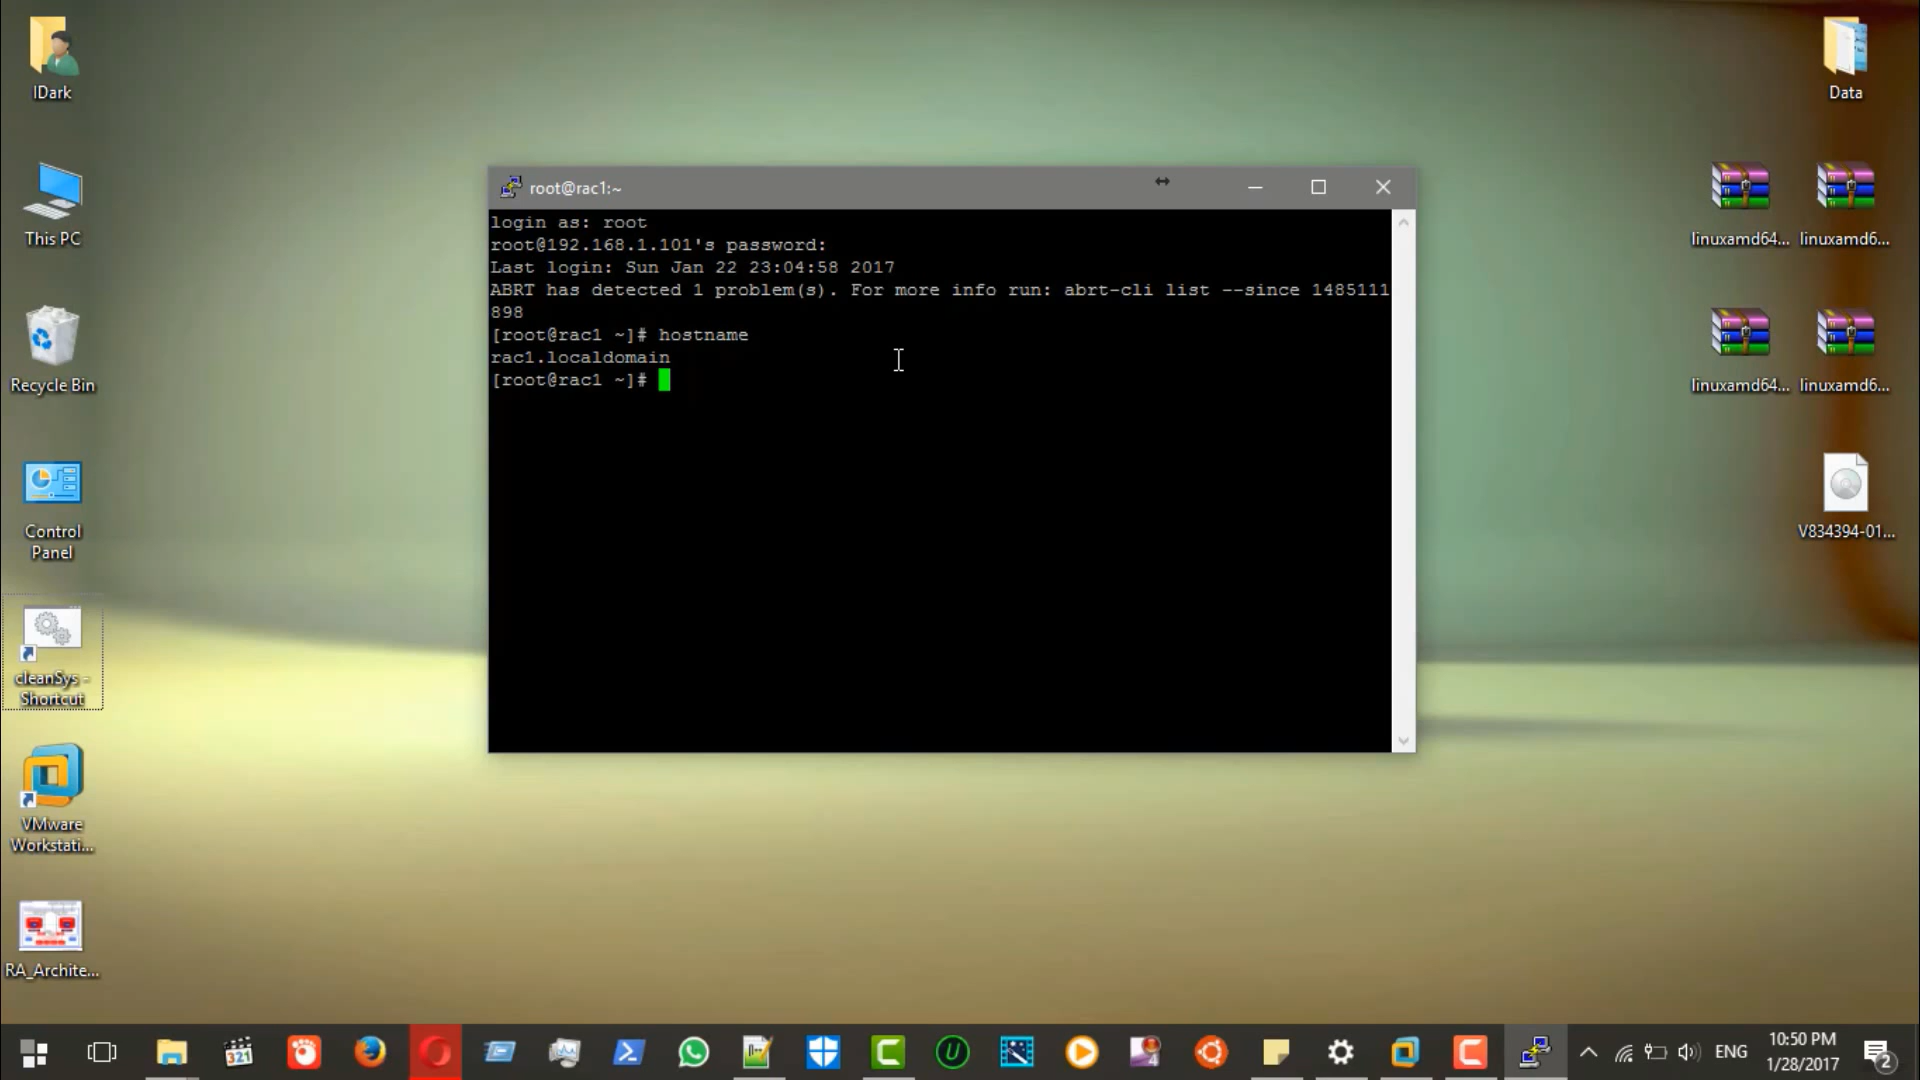 IDark
This PC
Recycle Bin
Control
Panel
cleanSys -
Shortcut
VMware
Workstati...
RA_Archite...
root@rac1:~
login as: root
root@192.168.1.101's password:
Last login: Sun Jan 22 23:04:58 2017
ABRT has detected 1 problem(s). For more info run: abrt-cli list --since 1485111
898
[root@rac1 ~]# hostname
rac1.localdomain
[root@rac1 ~]#
Data
linuxamd64...
linuxamd6...
linuxamd64...
linuxamd6...
V834394-01...
321
4
ENG
10:50 PM
1/28/2017
2